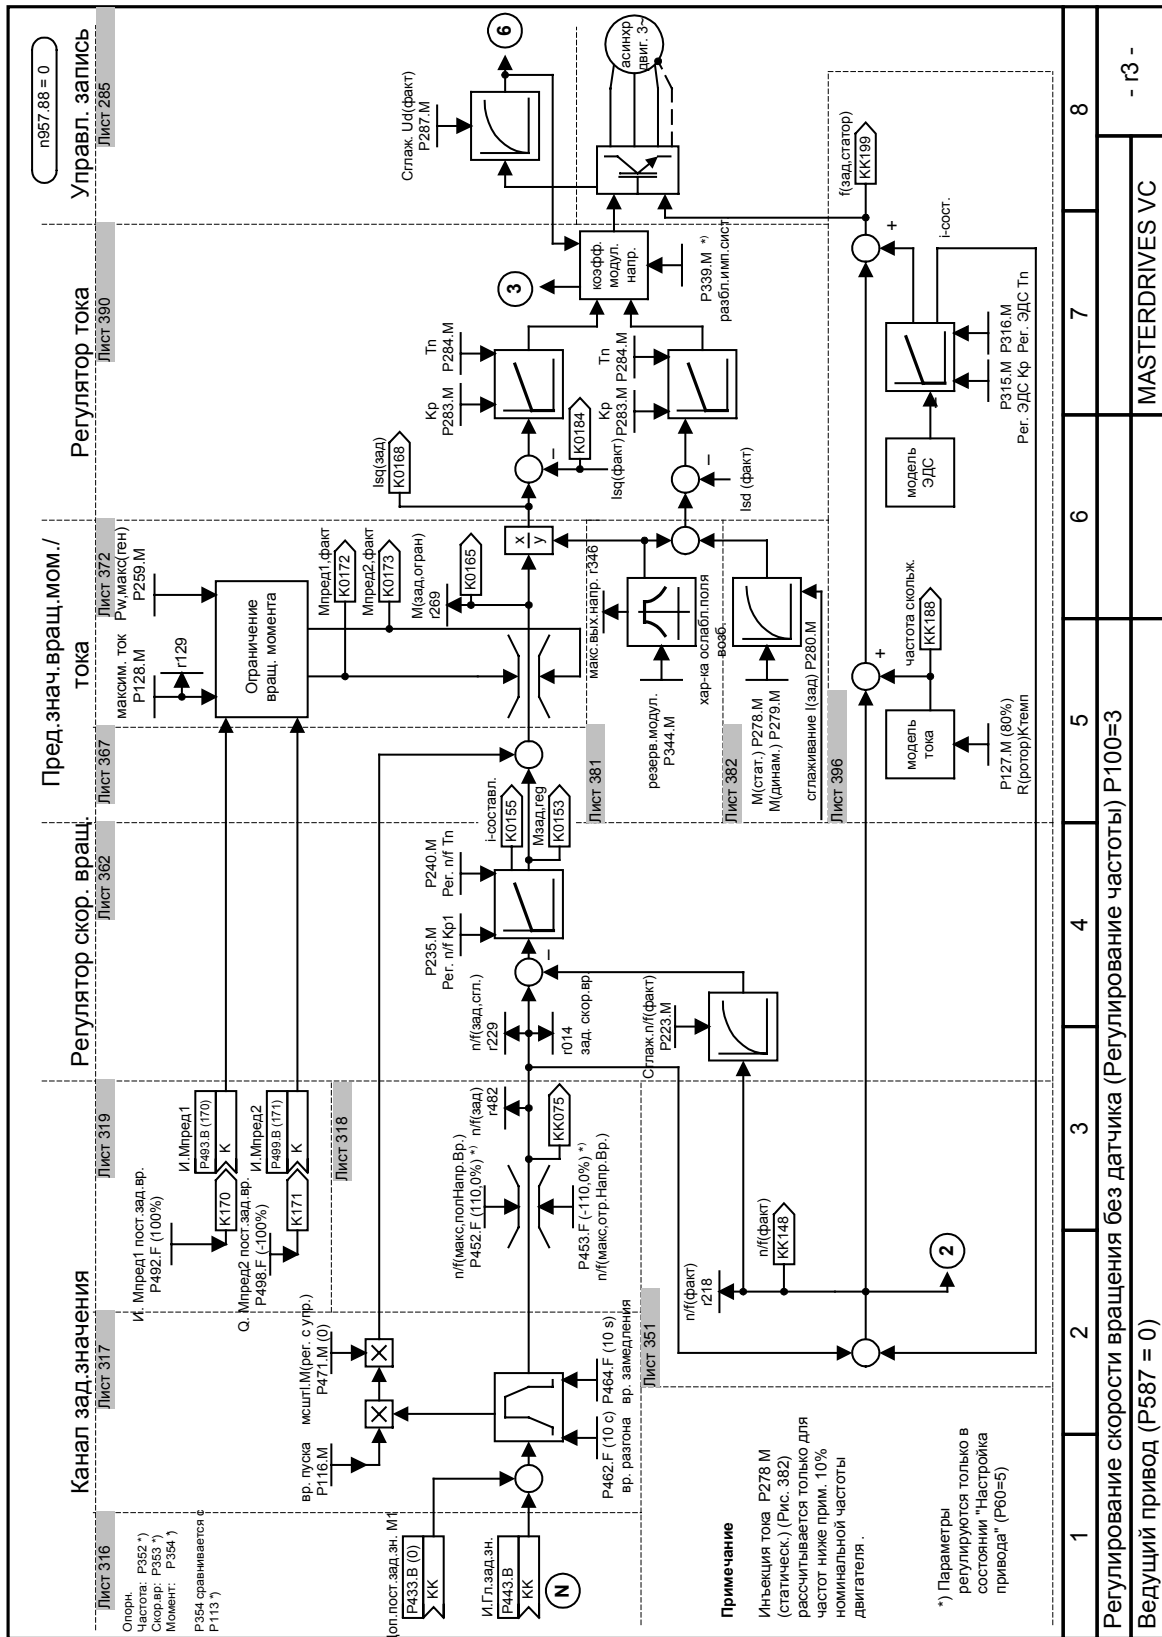 n957.88 = 0
Канал зад.значения
Регулятор скор. вращ.
Пред.знач.вращ.мом./
тока
Регулятор тока
Управл. запись
Лист 316
Лист 317
Лист 319
Лист 362
Лист 367
Лист 372
Лист 390
Лист 285
Опорн.
Частота: P352 *)
Скор.вр: P353 *)
Момент: P354 *)
P354 сравнивается с
P113 *)
И. Мпред1 пост.зад.вр.
P492.F (100%)
K170
И.Мпред1
P493.B (170)
K
Q. Мпред2 пост.зад.вр.
P498.F (-100%)
K171
И.Мпред2
P499.B (171)
K
Лист 318
максим. ток
P128.M
r129
Pw,макс(ген)
P259.M
Ограничение
вращ. момента
Mпред1,факт
K0172
Mпред2,факт
K0173
M(зад,огран)
r269
K0165
Сглаж. Ud(факт)
P287.M
6
вр. пуска
P116.M
мсшт.M(рег. с упр.)
P471.M (0)
доп.пост.зад.зн. M1
P433.B (0)
KK
И.Гл.зад.зн.
P443.B
KK
N
P462.F (10 c)
вр. разгона
P464.F (10 s)
вр. замедления
n/f(макс,полНапр.Вр.)
P452.F (110,0%) *)
P453.F (-110,0%) *)
n/f(макс,отр.Напр.Вр.)
n/f(зад)
r482
KK075
n/f(зад,сгл.)
r229
r014
зад. скор.вр.
P235.M
Рег. n/f Kp1
P240.M
Рег. n/f Tn
i-составл.
K0155
Mзад,reg
K0153
x
y
Isq(зад)
K0168
Kp
P283.M
Tn
P284.M
K0184
Isq(факт)
–
3
коэфф.
модул.
напр.
P339.M *)
разбл.имп.сист
асинхр
двиг. 3~
Лист 381
макс.вых.напр. r346
резерв.модул.
P344.M
хар-ка ослабл.поля
возб.
Kp
P283.M
Tn
P284.M
Isd (факт)
–
Лист 382
M(стат.) P278.M
M(динам.) P279.M
сглаживание I(зад) P280.M
Сглаж.n/f(факт)
P223.M
–
Лист 351
n/f(факт)
r218
n/f(факт)
KK148
2
Лист 396
модель
тока
P127.M (80%)
R(ротор)Kтемп
частота скольж.
KK188
+
модель
ЭДС
P315.M
Рег. ЭДС Kp
P316.M
Рег. ЭДС Tn
i-сост.
+
f(зад,статор)
KK199
Примечание
Инъекция тока P278 M
(статическ.) (Рис. 382)
рассчитывается только для
частот ниже прим. 10%
номинальной частоты
двигателя .
*) Параметры
регулируются только в
состоянии "Настройка
привода" (P60=5)
1
2
3
4
5
6
7
8
Регулирование скорости вращения без датчика (Регулирование частоты) P100=3
- r3 -
Ведущий привод (P587 = 0)
MASTERDRIVES VC